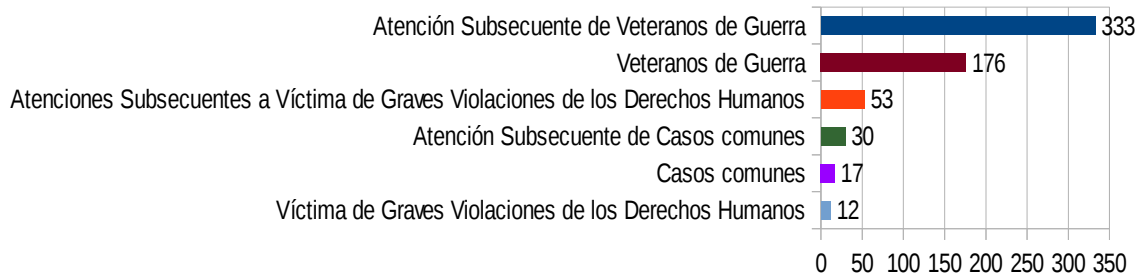 Atención Subsecuente de Veteranos de Guerra 333
Veteranos de Guerra 176
Atenciones Subsecuentes a Víctima de Graves Violaciones de los Derechos Humanos 53
Atención Subsecuente de Casos comunes 30
Casos comunes 17
Víctima de Graves Violaciones de los Derechos Humanos 12
0 50 100 150 200 250 300 350